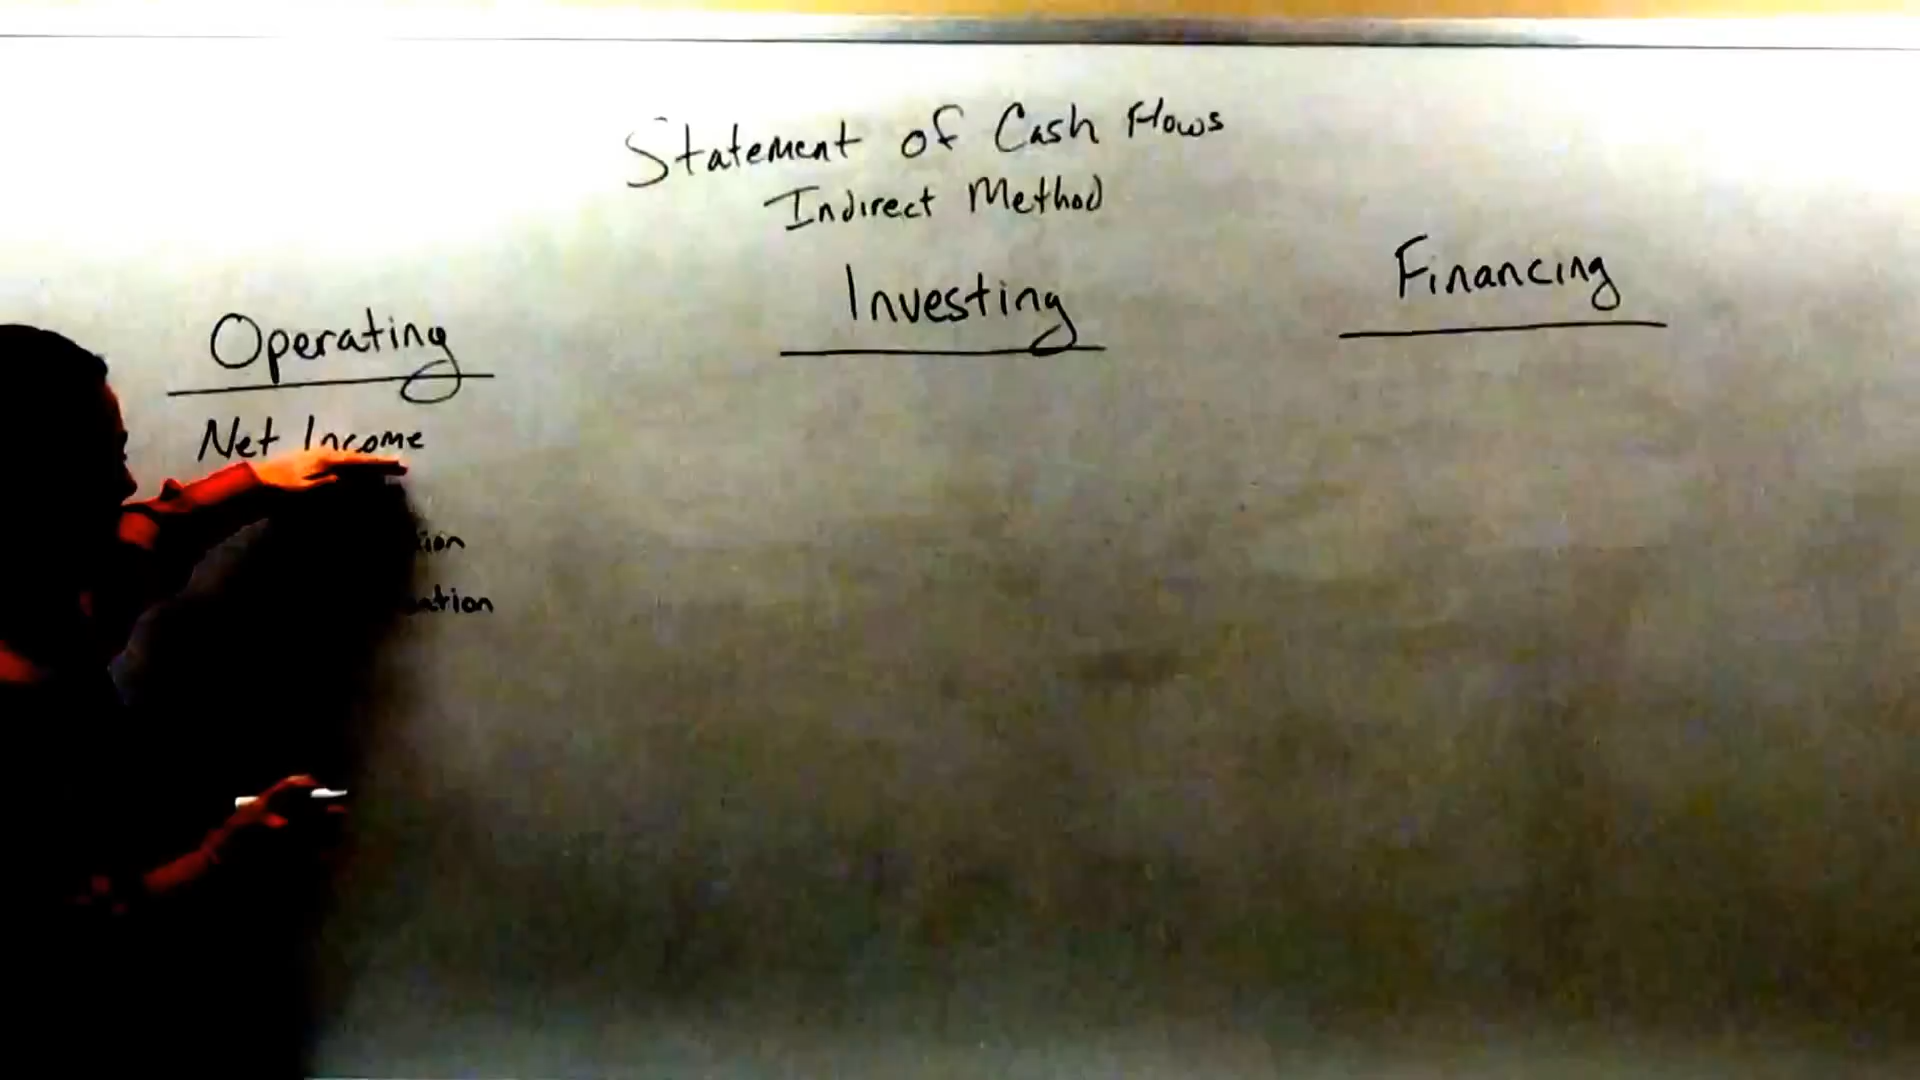 Statement of Cash Flows
Indirect Method
Operating
Investing
Financing
Net Income